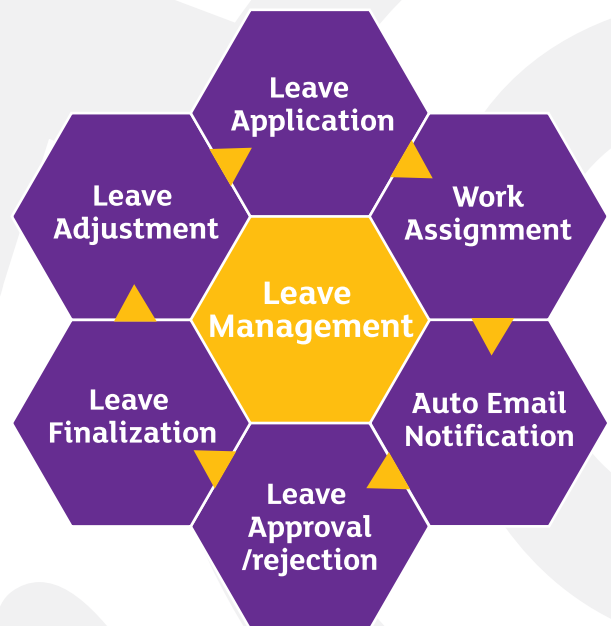 Leave
Application
Work
Assignment
Auto Email
Notification
Leave
Approval
/rejection
Leave
Finalization
Leave
Adjustment
Leave
Management